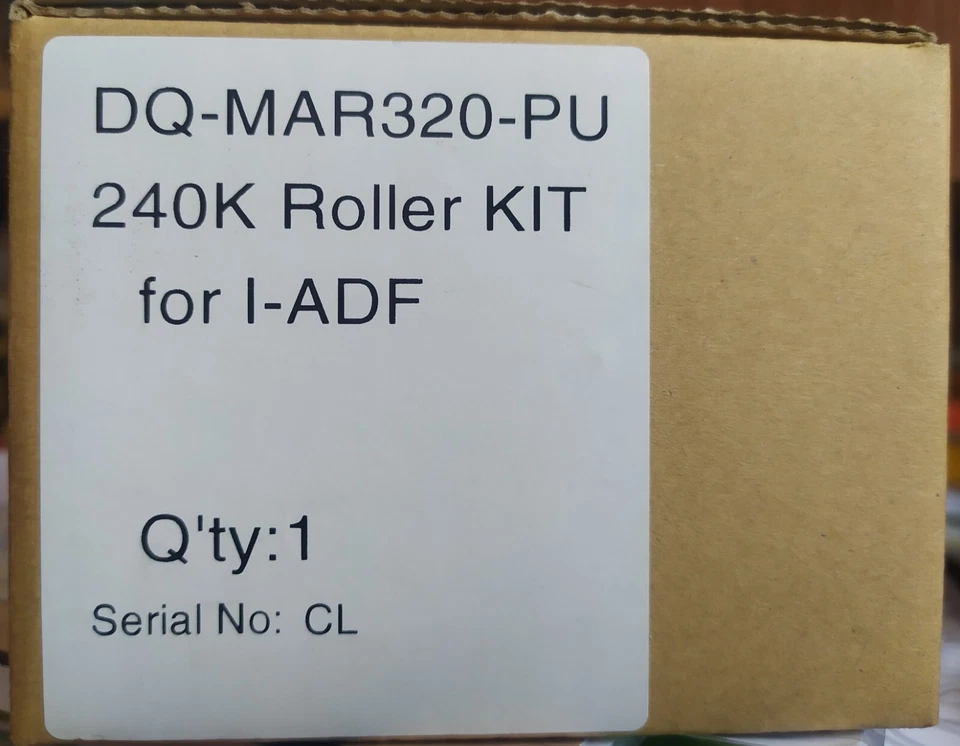 DQ-MAR320-PU
240K Roller KIT
for I-ADF
Q'ty:1
Serial No: CL